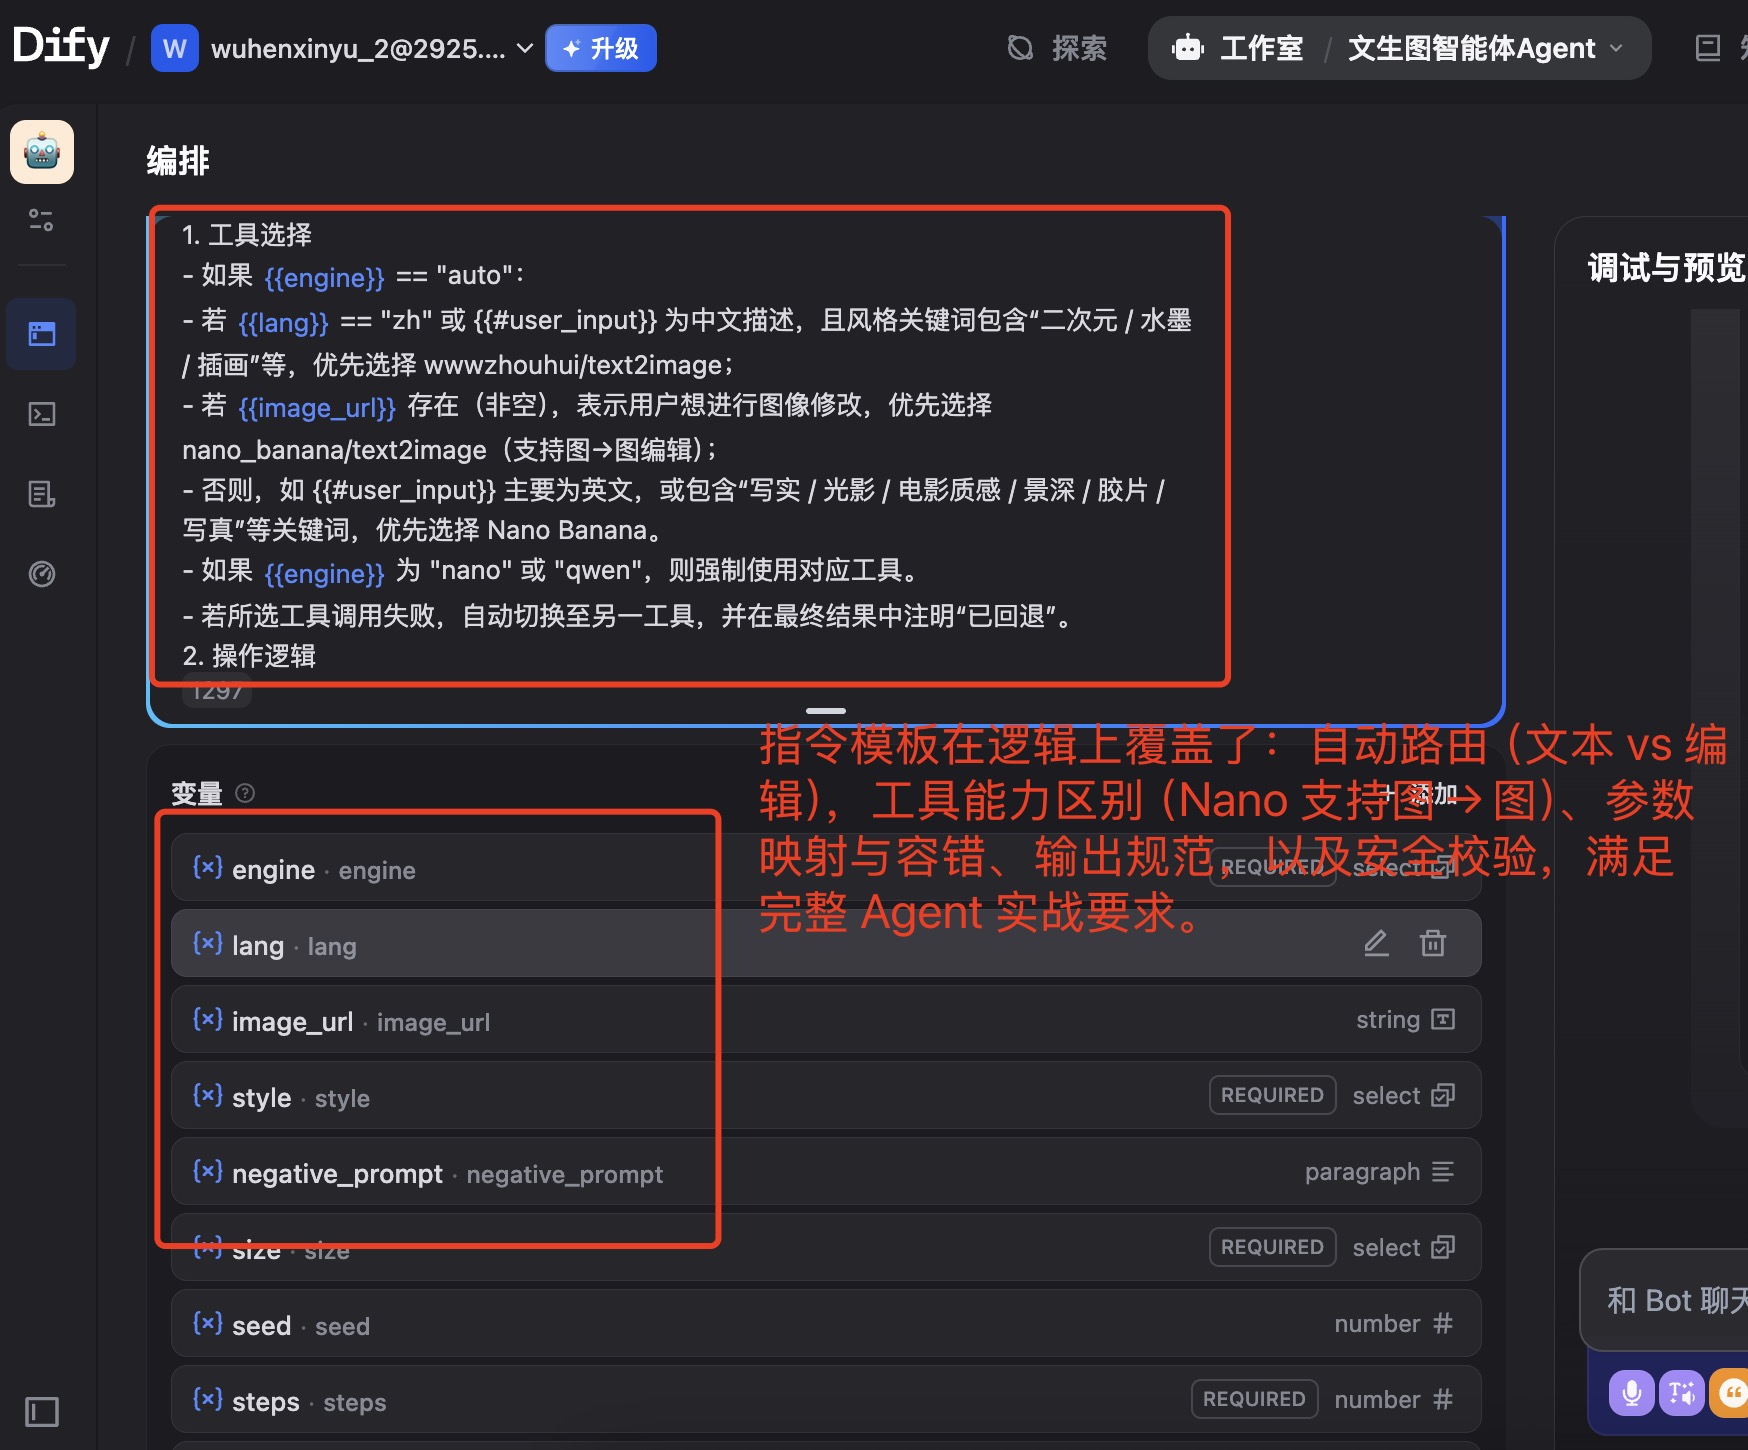 Dify / W wuhenxinyu_2@2925.... 升级 探索 工作室 / 文生图智能体Agent
编排
1. 工具选择
- 如果 {{engine}} == "auto"：
- 若 {{lang}} == "zh" 或 {{#user_input}} 为中文描述，且风格关键词包含“二次元 / 水墨
/ 插画”等，优先选择 wwwzhouhui/text2image；
- 若 {{image_url}} 存在（非空），表示用户想进行图像修改，优先选择
nano_banana/text2image（支持图→图编辑）；
- 否则，如 {{#user_input}} 主要为英文，或包含“写实 / 光影 / 电影质感 / 景深 / 胶片 /
写真”等关键词，优先选择 Nano Banana。
- 如果 {{engine}} 为 "nano" 或 "qwen"，则强制使用对应工具。
- 若所选工具调用失败，自动切换至另一工具，并在最终结果中注明“已回退”。
2. 操作逻辑
1297
调试与预览
指令模板在逻辑上覆盖了：自动路由（文本 vs 编
辑），工具能力区别（Nano 支持图→图）、参数
映射与容错、输出规范，以及安全校验，满足
完整 Agent 实战要求。
变量
+ 添加
{x} engine · engine REQUIRED select
{x} lang · lang
{x} image_url · image_url string
{x} style · style REQUIRED select
{x} negative_prompt · negative_prompt paragraph
{x} size · size REQUIRED select
{x} seed · seed number #
{x} steps · steps REQUIRED number #
和 Bot 聊天